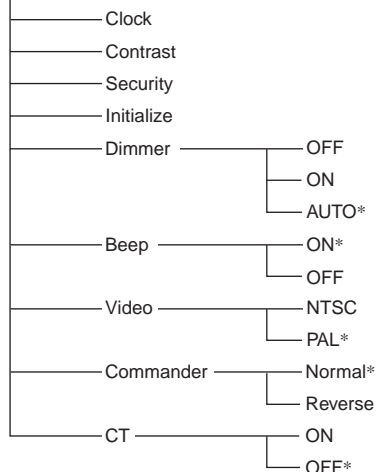 Clock
Contrast
Security
Initialize
Dimmer OFF
ON
AUTO*
Beep ON*
OFF
Video NTSC
PAL*
Commander Normal*
Reverse
CT ON
OFF*